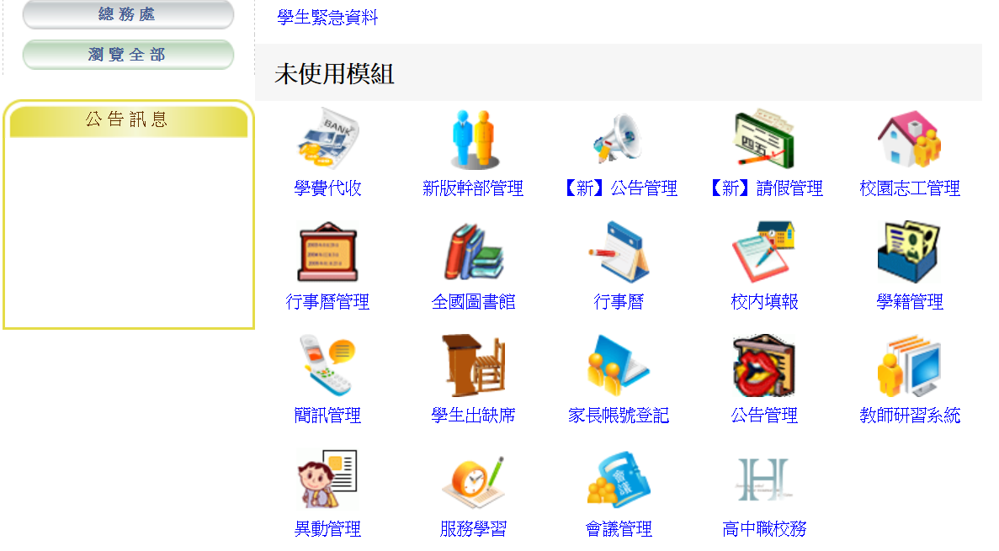 總務處
瀏覽全部
公告訊息
學生緊急資料
未使用模組
BANK
四五
學費代收
新版幹部管理
【新】公告管理
【新】請假管理
校園志工管理
行事曆管理
全國圖書館
行事曆
校內填報
學籍管理
簡訊管理
學生出缺席
家長帳號登記
公告管理
教師研習系統
會議
H
異動管理
服務學習
會議管理
高中職校務